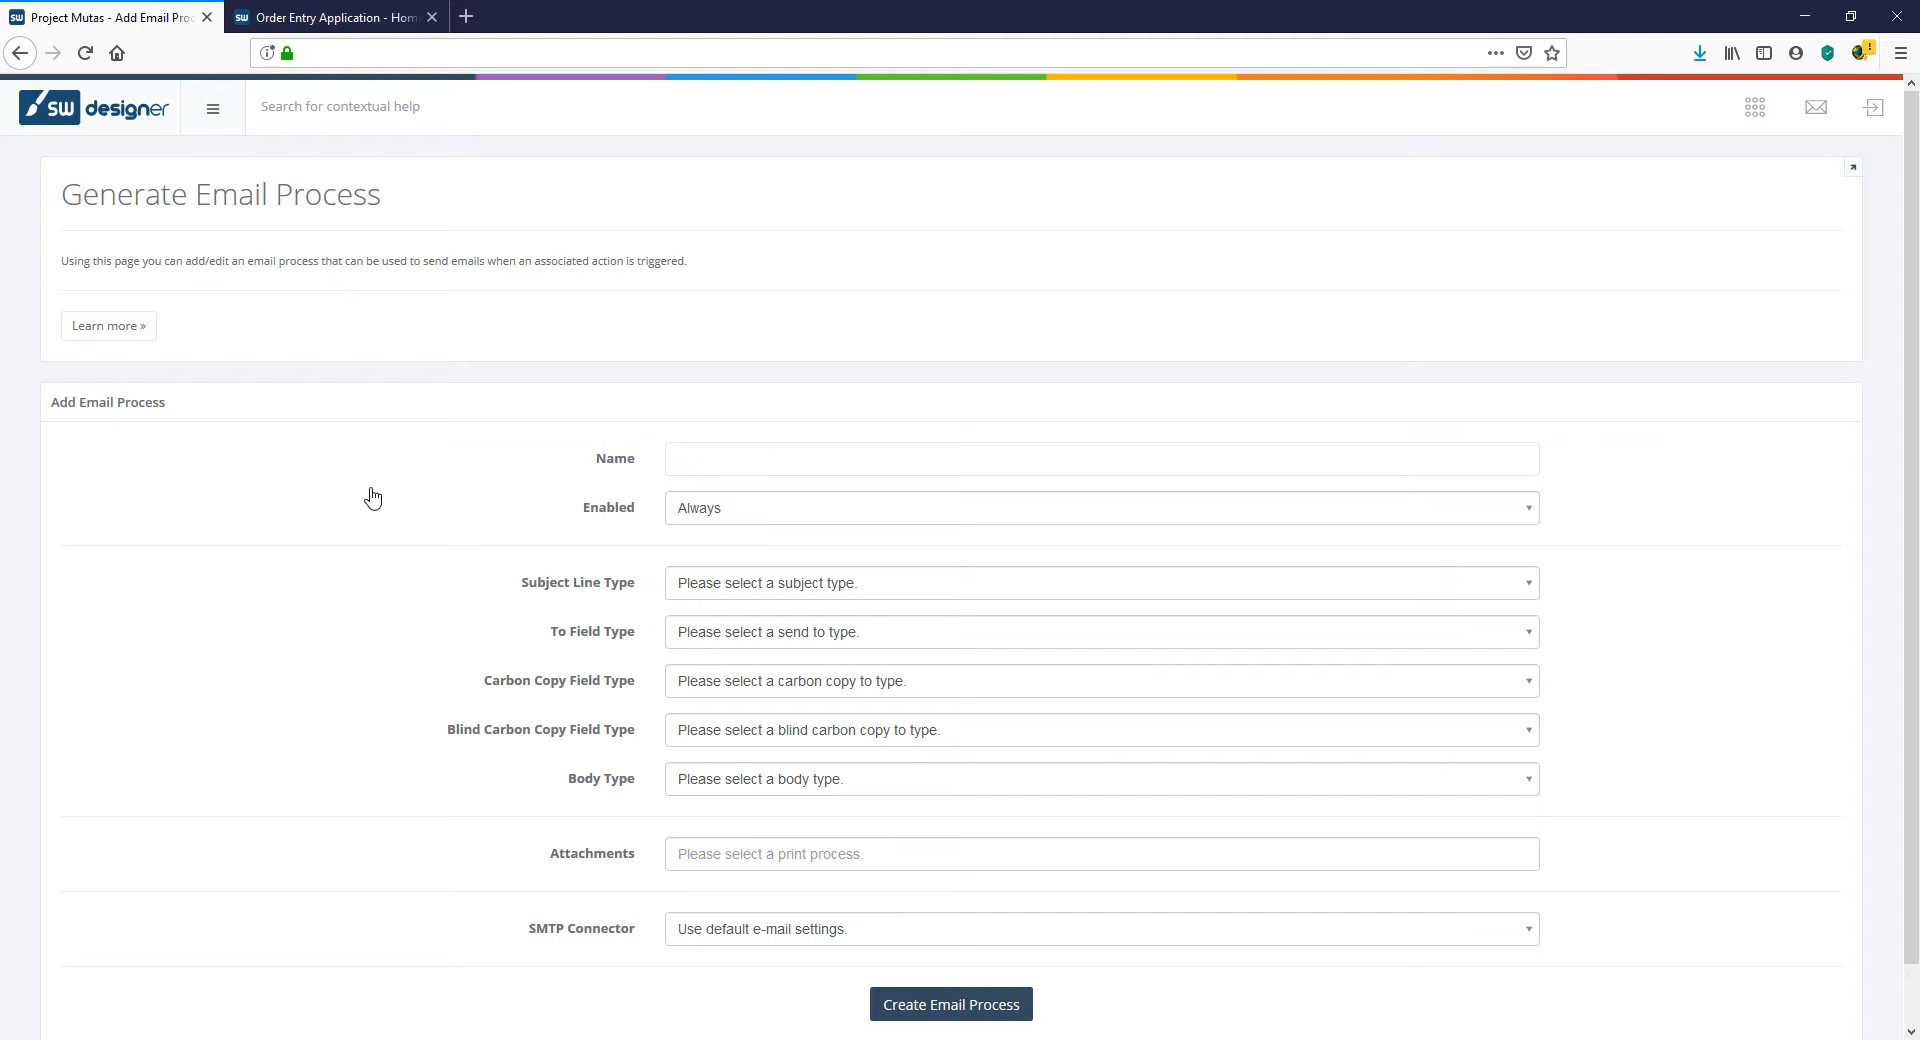 Project Mutas - Add Email Proc
Order Entry Application - Hom
SW designer
Search for contextual help
Generate Email Process
Using this page you can add/edit an email process that can be used to send emails when an associated action is triggered.
Learn more »
Add Email Process
Name
Enabled
Always
Subject Line Type
Please select a subject type.
To Field Type
Please select a send to type.
Carbon Copy Field Type
Please select a carbon copy to type.
Blind Carbon Copy Field Type
Please select a blind carbon copy to type.
Body Type
Please select a body type.
Attachments
Please select a print process.
SMTP Connector
Use default e-mail settings.
Create Email Process